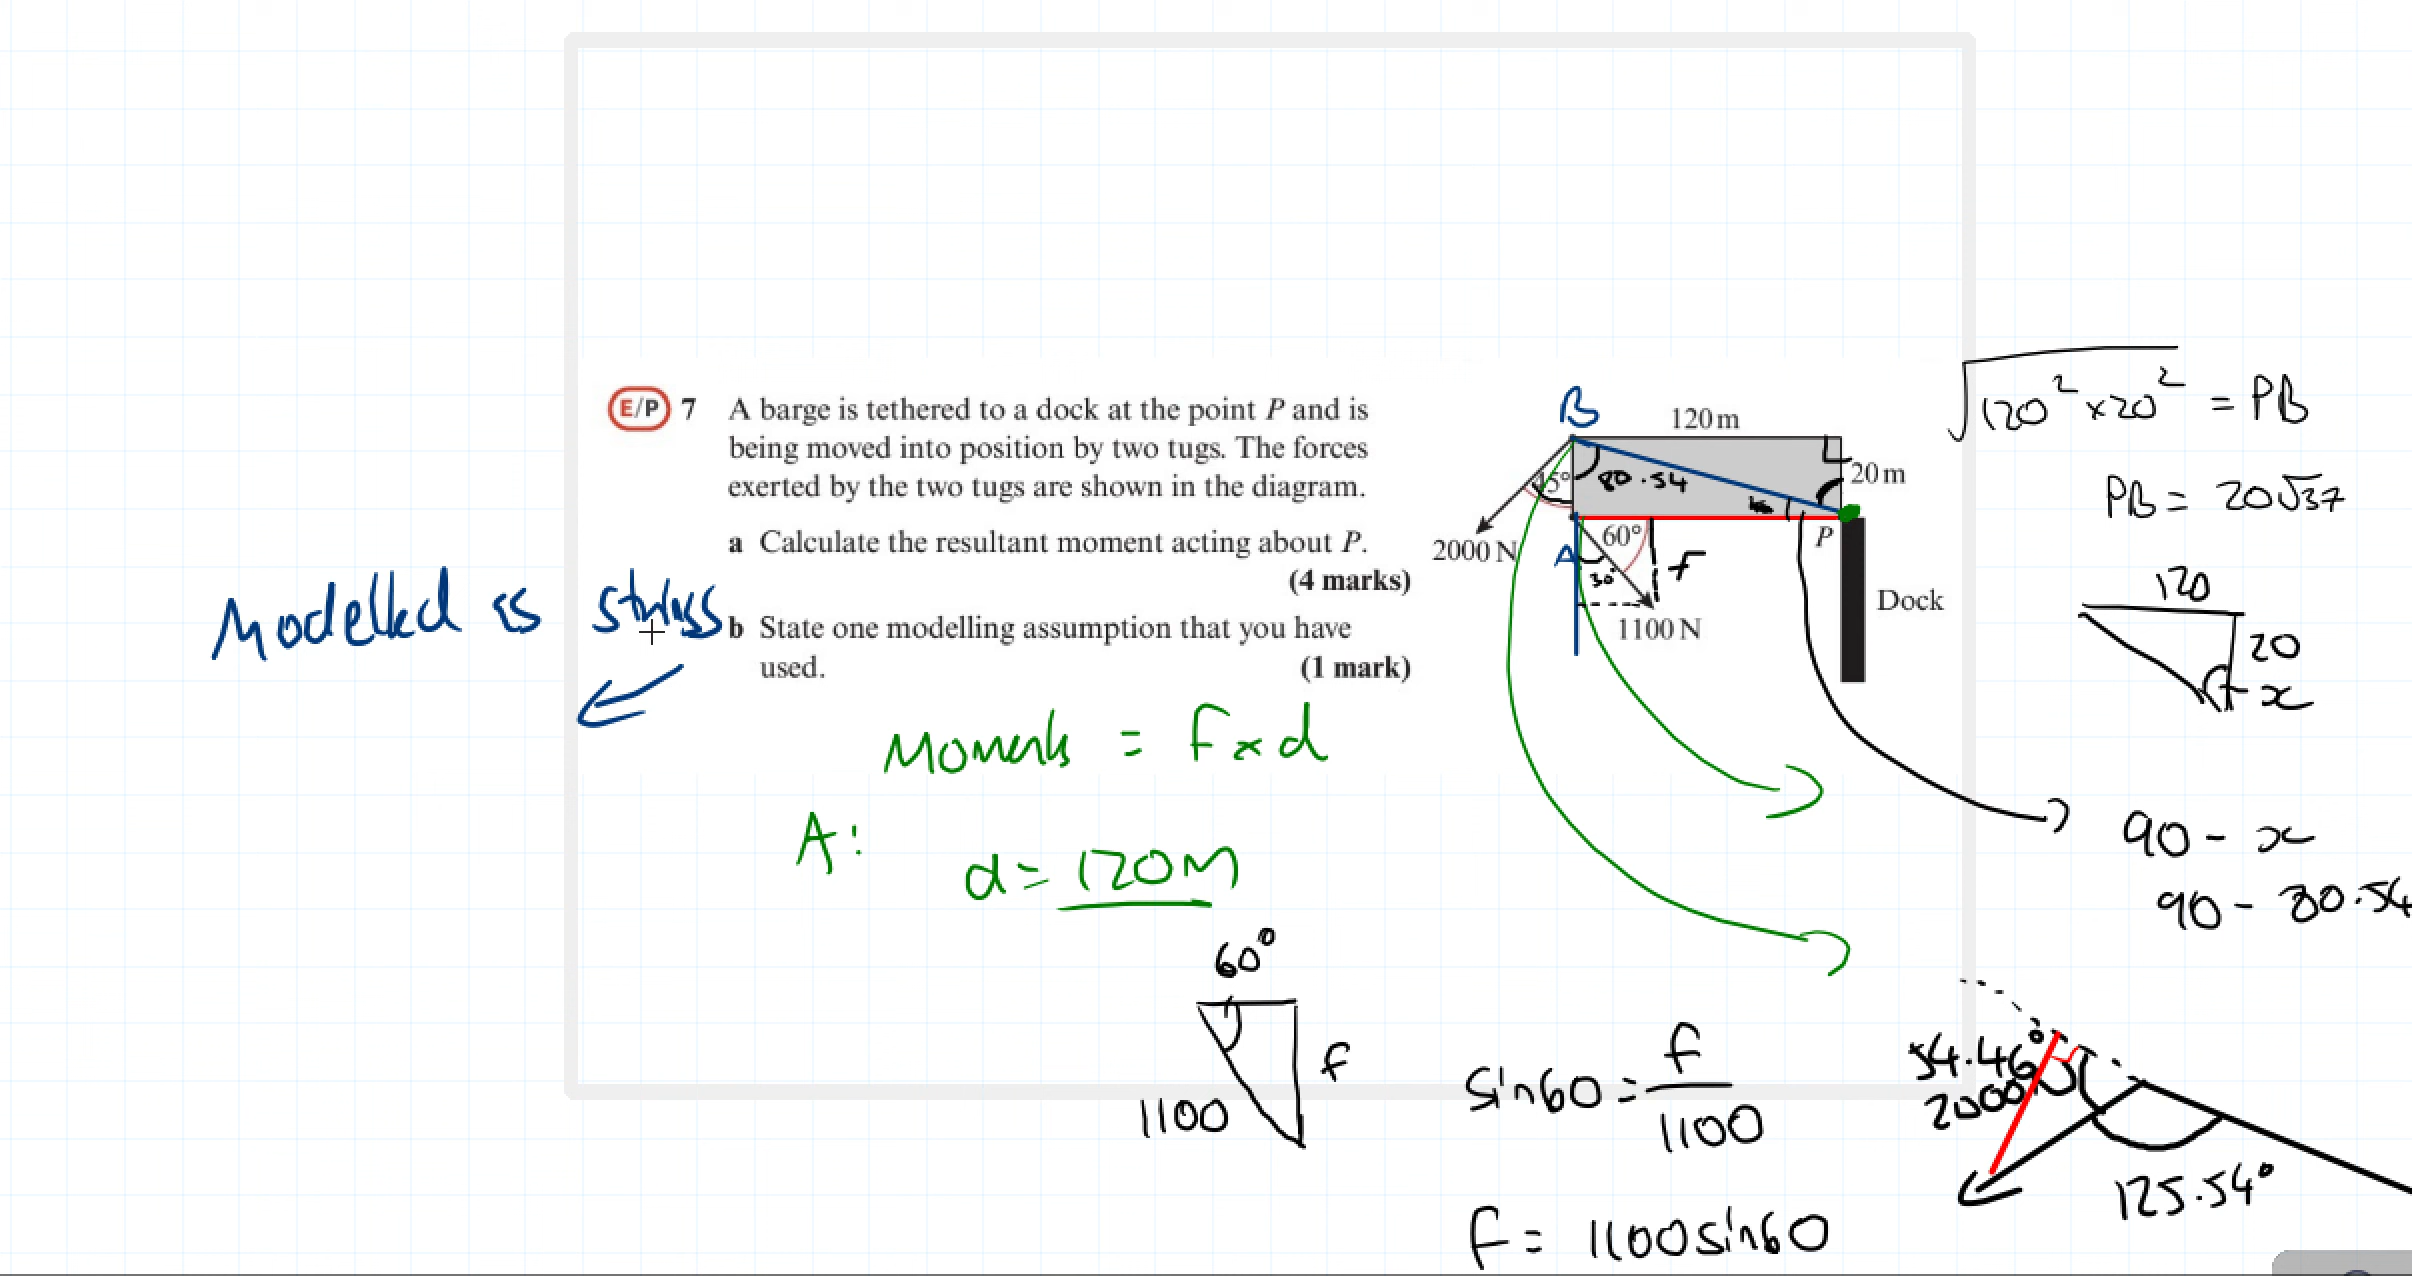 E/P 7 A barge is tethered to a dock at the point P and is
being moved into position by two tugs. The forces
exerted by the two tugs are shown in the diagram.
a Calculate the resultant moment acting about P.
(4 marks)
b State one modelling assumption that you have
used. (1 mark)
B
120 m
20 m
45°
80.54
2000 N
A
60°
30°
F
P
1100 N
Dock
Modelled is
Moments = F × d
A:
d = 120m
60°
1100
f
sin60 = f
1100
F = 1100sin60
√120² × 20² = PB
PB = 20√37
120
20
x
90 - x
90 - 80.54
54.46°
2000
125.54°